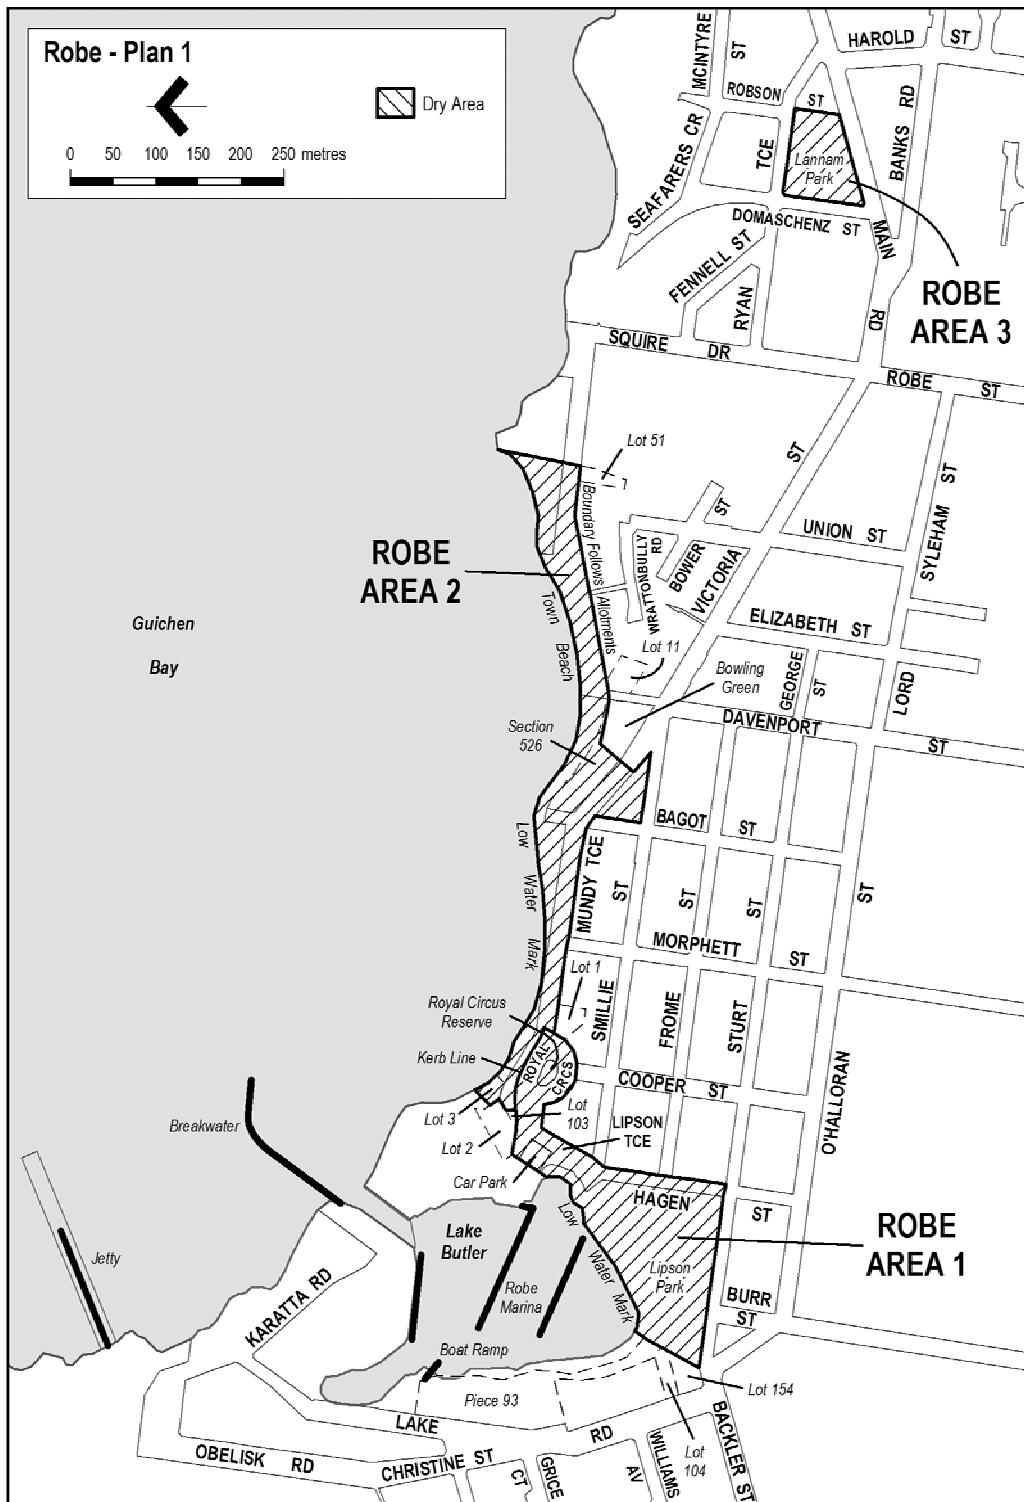 Robe - Plan 1
Dry Area
0 50 100 150 200 250 metres
MCINTYRE
ST
HAROLD ST
ROBSON
ST
SEAFARERS CR
TCE
BANKS RD
Lannam
Park
DOMASCHENZ ST
MAIN
RD
FENNELL ST
RYAN
ROBE
AREA 3
SQUIRE DR
ROBE ST
Lot 51
ST
ST
UNION ST
SYLEHAM ST
Boundary Follows Allotments
WRATTONBULLY
RD
BOWER
VICTORIA
ROBE
AREA 2
Town Beach
ELIZABETH ST
Guichen
Bay
Lot 11
Bowling
Green
GEORGE
ST
LORD
DAVENPORT
ST
Section
526
BAGOT
ST
Low Water Mark
MUNDY TCE
ST
ST
ST
ST
MORPHETT
ST
Lot 1
SMILLIE
FROME
STURT
Royal Circus
Reserve
Kerb Line
ROYAL
CRCS
COOPER ST
O'HALLORAN
Lot 3
Lot
103
LIPSON
TCE
Breakwater
Lot 2
Car Park
HAGEN
ST
Low Water Mark
ROBE
AREA 1
Lake
Butler
Jetty
Robe
Marina
Lipson
Park
KARATTA RD
BURR
ST
Boat Ramp
Piece 93
Lot 154
LAKE
RD
Lot
104
OBELISK RD
CHRISTINE ST
CT
GRICE
AV
WILLIAMS
BACKLER ST